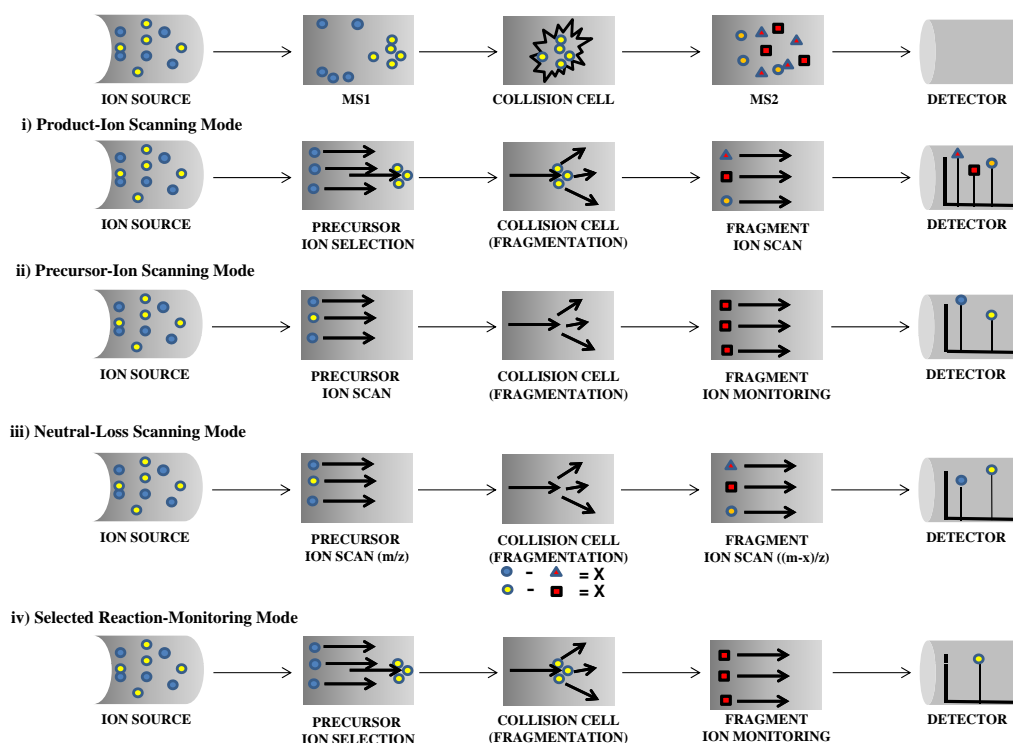 ION SOURCE MS1 COLLISION CELL MS2 DETECTOR
i) Product-Ion Scanning Mode
ION SOURCE PRECURSOR COLLISION CELL FRAGMENT DETECTOR
ION SELECTION (FRAGMENTATION) ION SCAN
ii) Precursor-Ion Scanning Mode
ION SOURCE PRECURSOR COLLISION CELL FRAGMENT DETECTOR
ION SCAN (FRAGMENTATION) ION MONITORING
iii) Neutral-Loss Scanning Mode
ION SOURCE PRECURSOR COLLISION CELL FRAGMENT DETECTOR
ION SCAN (m/z) (FRAGMENTATION) ION SCAN ((m-x)/z)
- = X
- = X
iv) Selected Reaction-Monitoring Mode
ION SOURCE PRECURSOR COLLISION CELL FRAGMENT DETECTOR
ION SELECTION (FRAGMENTATION) ION MONITORING